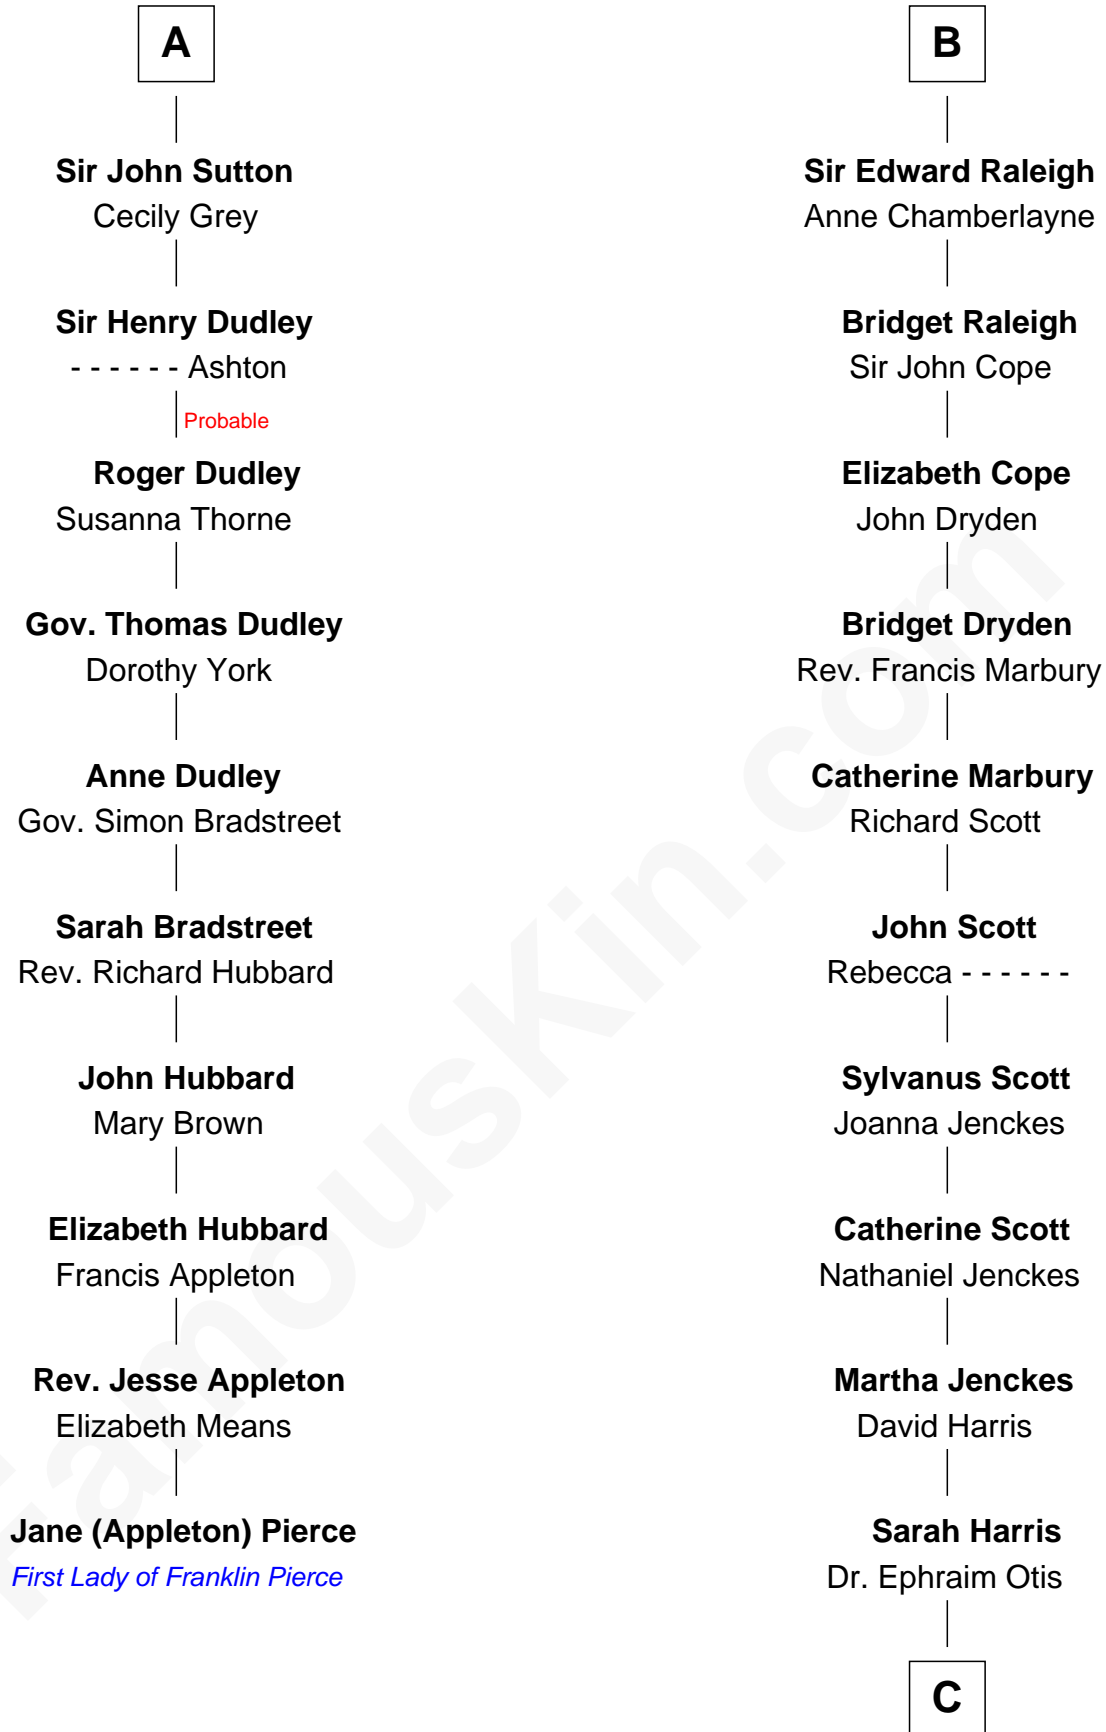 A
Sir John Sutton
Cecily Grey
Sir Henry Dudley
- - - - - - Ashton
Probable
Roger Dudley
Susanna Thorne
Gov. Thomas Dudley
Dorothy York
Anne Dudley
Gov. Simon Bradstreet
Sarah Bradstreet
Rev. Richard Hubbard
John Hubbard
Mary Brown
Elizabeth Hubbard
Francis Appleton
Rev. Jesse Appleton
Elizabeth Means
Jane (Appleton) Pierce
First Lady of Franklin Pierce
B
Sir Edward Raleigh
Anne Chamberlayne
Bridget Raleigh
Sir John Cope
Elizabeth Cope
John Dryden
Bridget Dryden
Rev. Francis Marbury
Catherine Marbury
Richard Scott
John Scott
Rebecca - - - - - -
Sylvanus Scott
Joanna Jenckes
Catherine Scott
Nathaniel Jenckes
Martha Jenckes
David Harris
Sarah Harris
Dr. Ephraim Otis
C
FamousKin.com